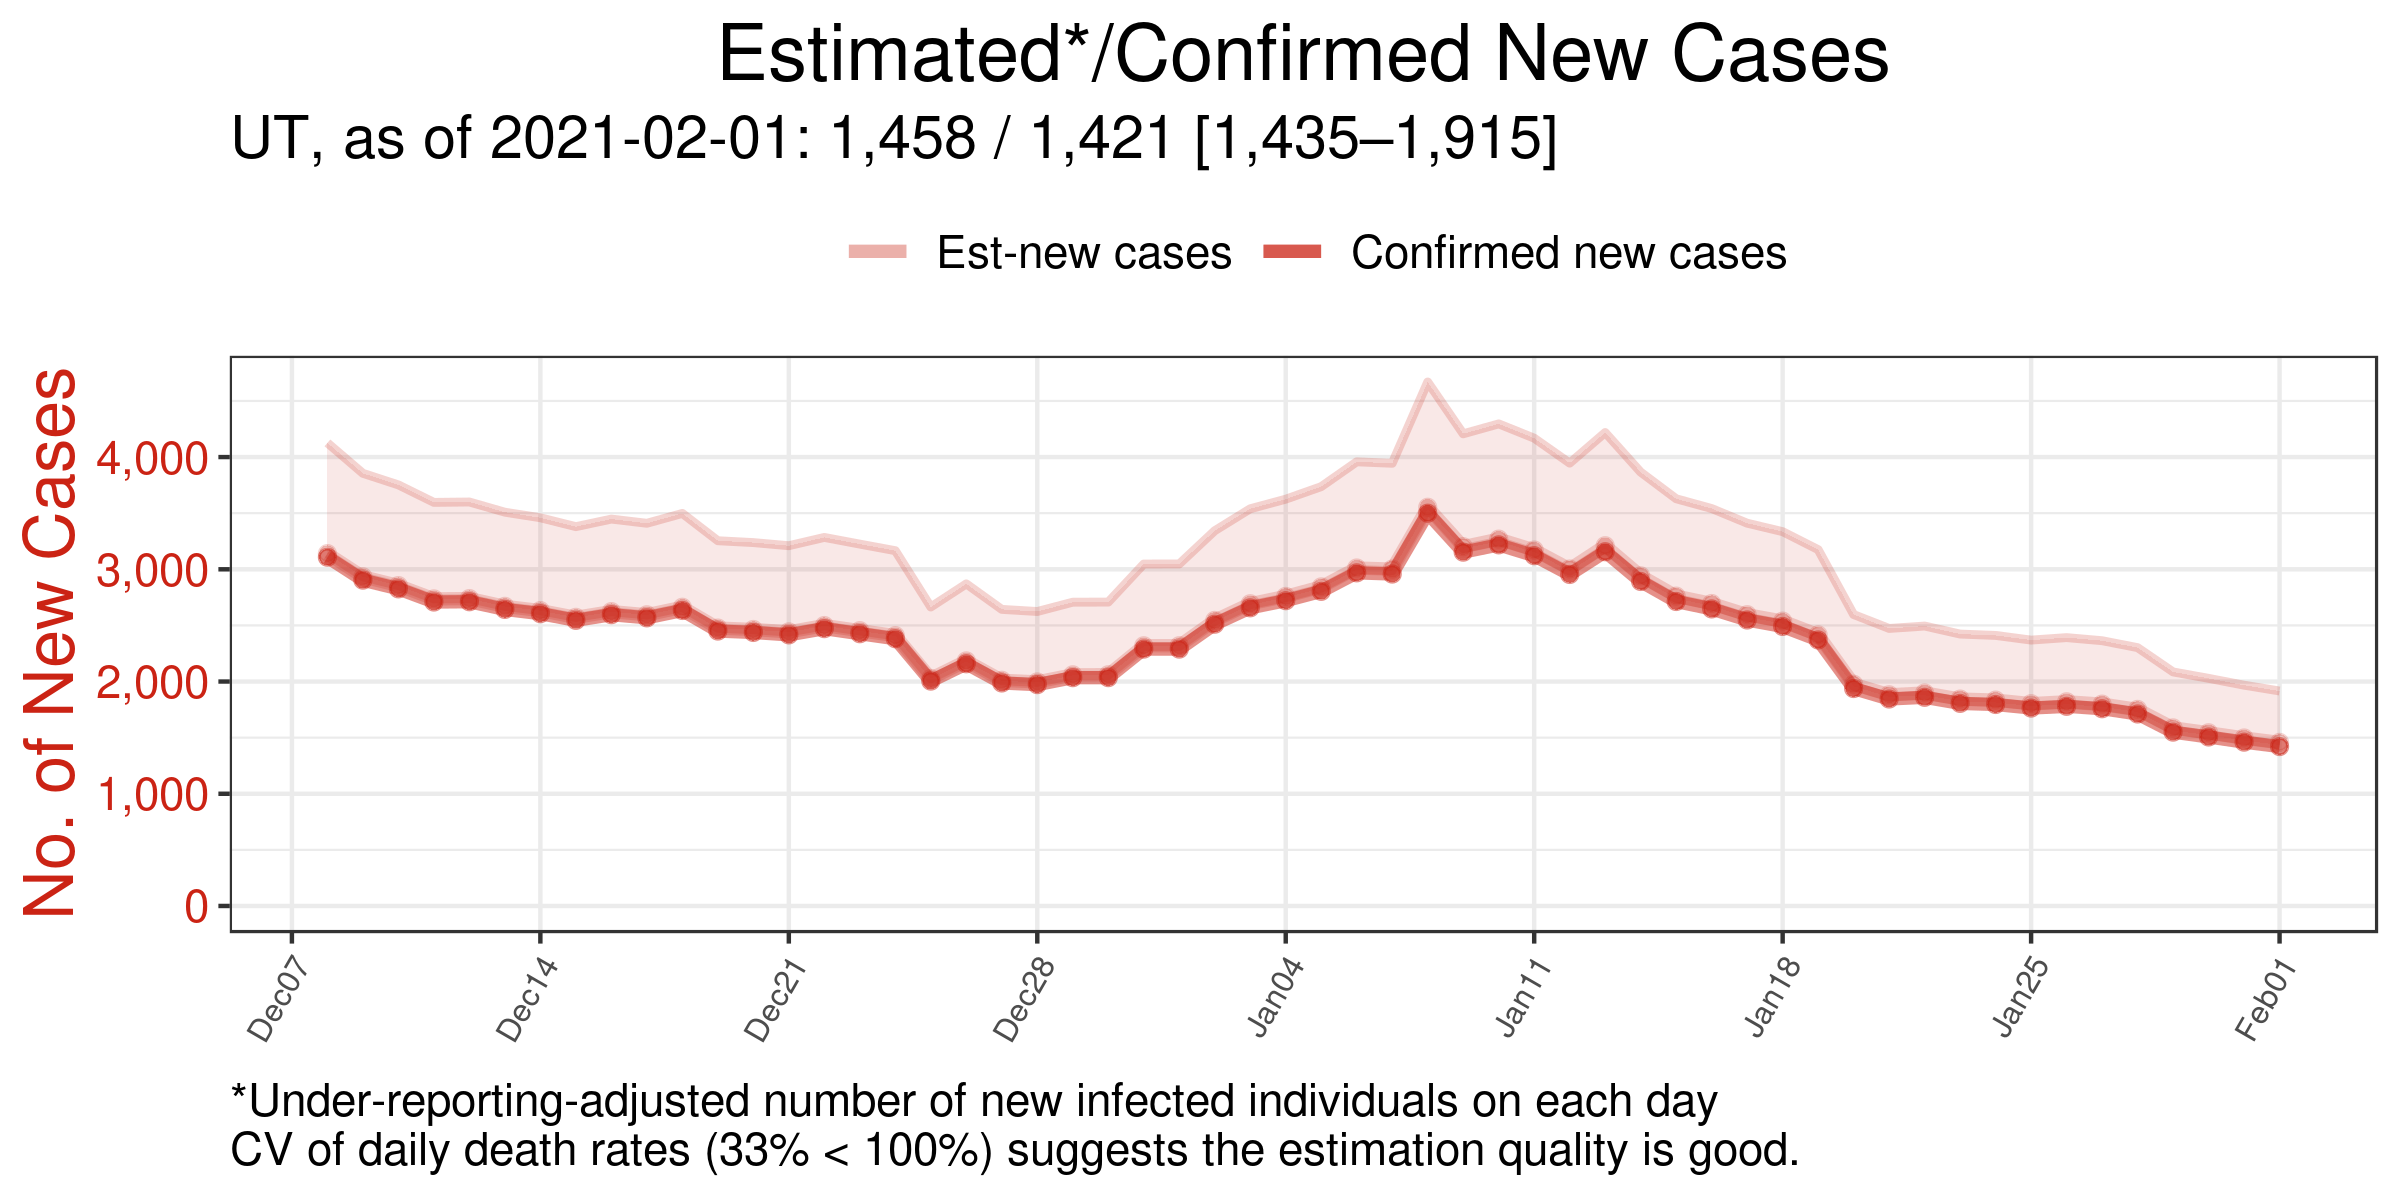 Estimated*/Confirmed New Cases
UT, as of 2021-02-01: 1,458 / 1,421 [1,435–1,915]
Est-new cases Confirmed new cases
No. of New Cases
4,000
3,000
2,000
1,000
0
Dec07 Dec14 Dec21 Dec28 Jan04 Jan11 Jan18 Jan25 Feb01
*Under-reporting-adjusted number of new infected individuals on each day
CV of daily death rates (33% < 100%) suggests the estimation quality is good.